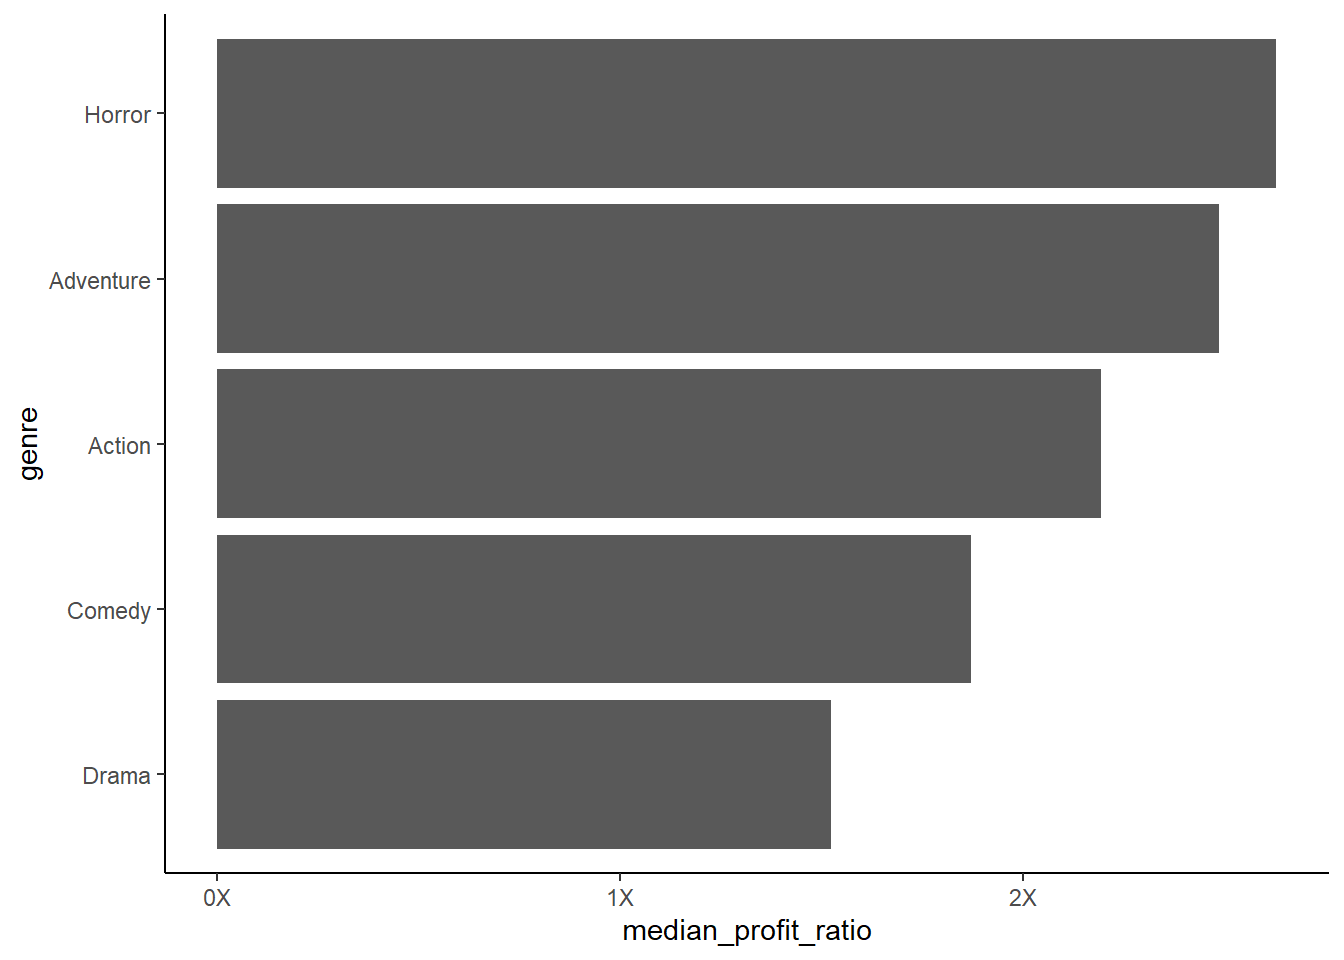 Horror
Adventure
Action
Comedy
Drama
genre
0X 1X 2X
median_profit_ratio